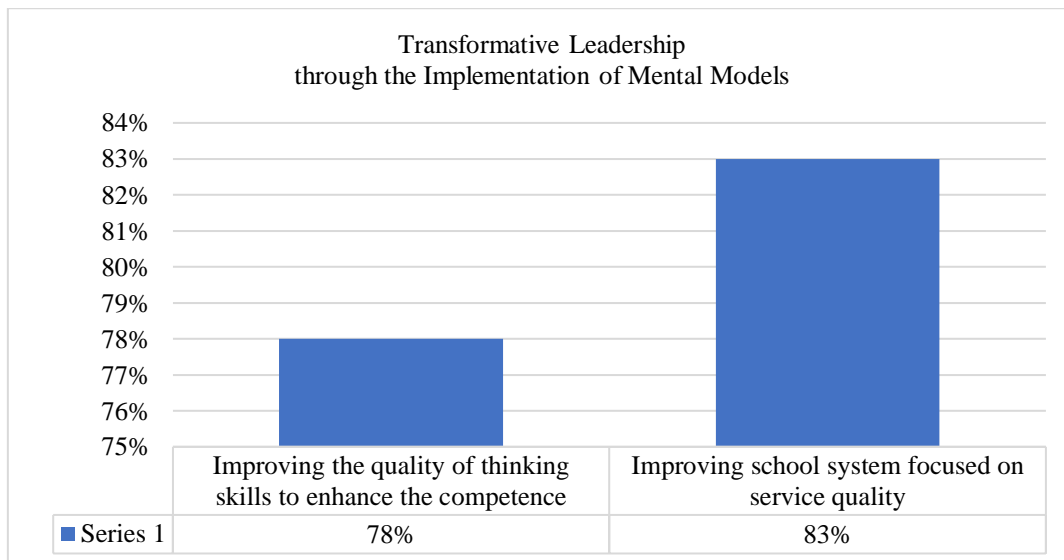 Transformative Leadership
through the Implementation of Mental Models
84%
83%
82%
81%
80%
79%
78%
77%
76%
75%
Improving the quality of thinking
skills to enhance the competence
Improving school system focused on
service quality
Series 1
78%
83%